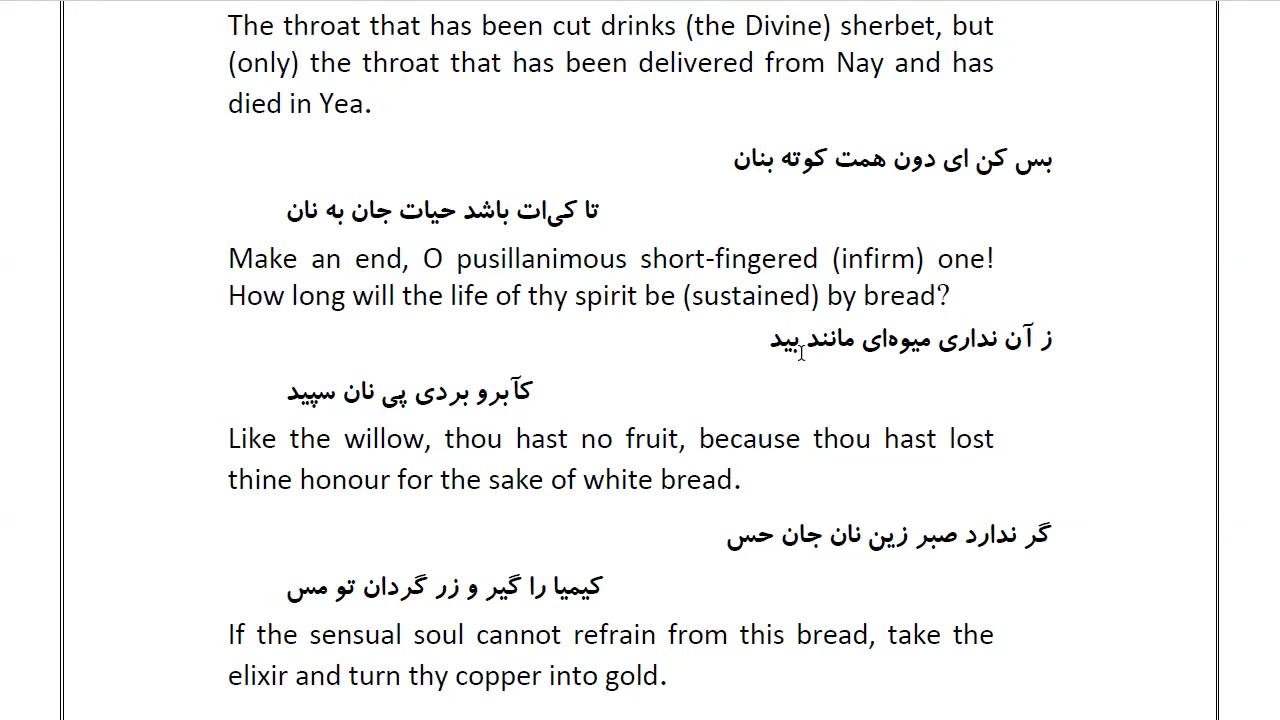 The throat that has been cut drinks (the Divine) sherbet, but
(only) the throat that has been delivered from Nay and has
died in Yea.
بس کن ای دون همت کوته بنان
تا کی‌ات باشد حیات جان به نان
Make an end, O pusillanimous short-fingered (infirm) one!
How long will the life of thy spirit be (sustained) by bread?
ز آن نداری میوه‌ای مانند بید
کآبرو بردی پی نان سپید
Like the willow, thou hast no fruit, because thou hast lost
thine honour for the sake of white bread.
گر ندارد صبر زین نان جان حس
کیمیا را گیر و زر گردان تو مس
If the sensual soul cannot refrain from this bread, take the
elixir and turn thy copper into gold.